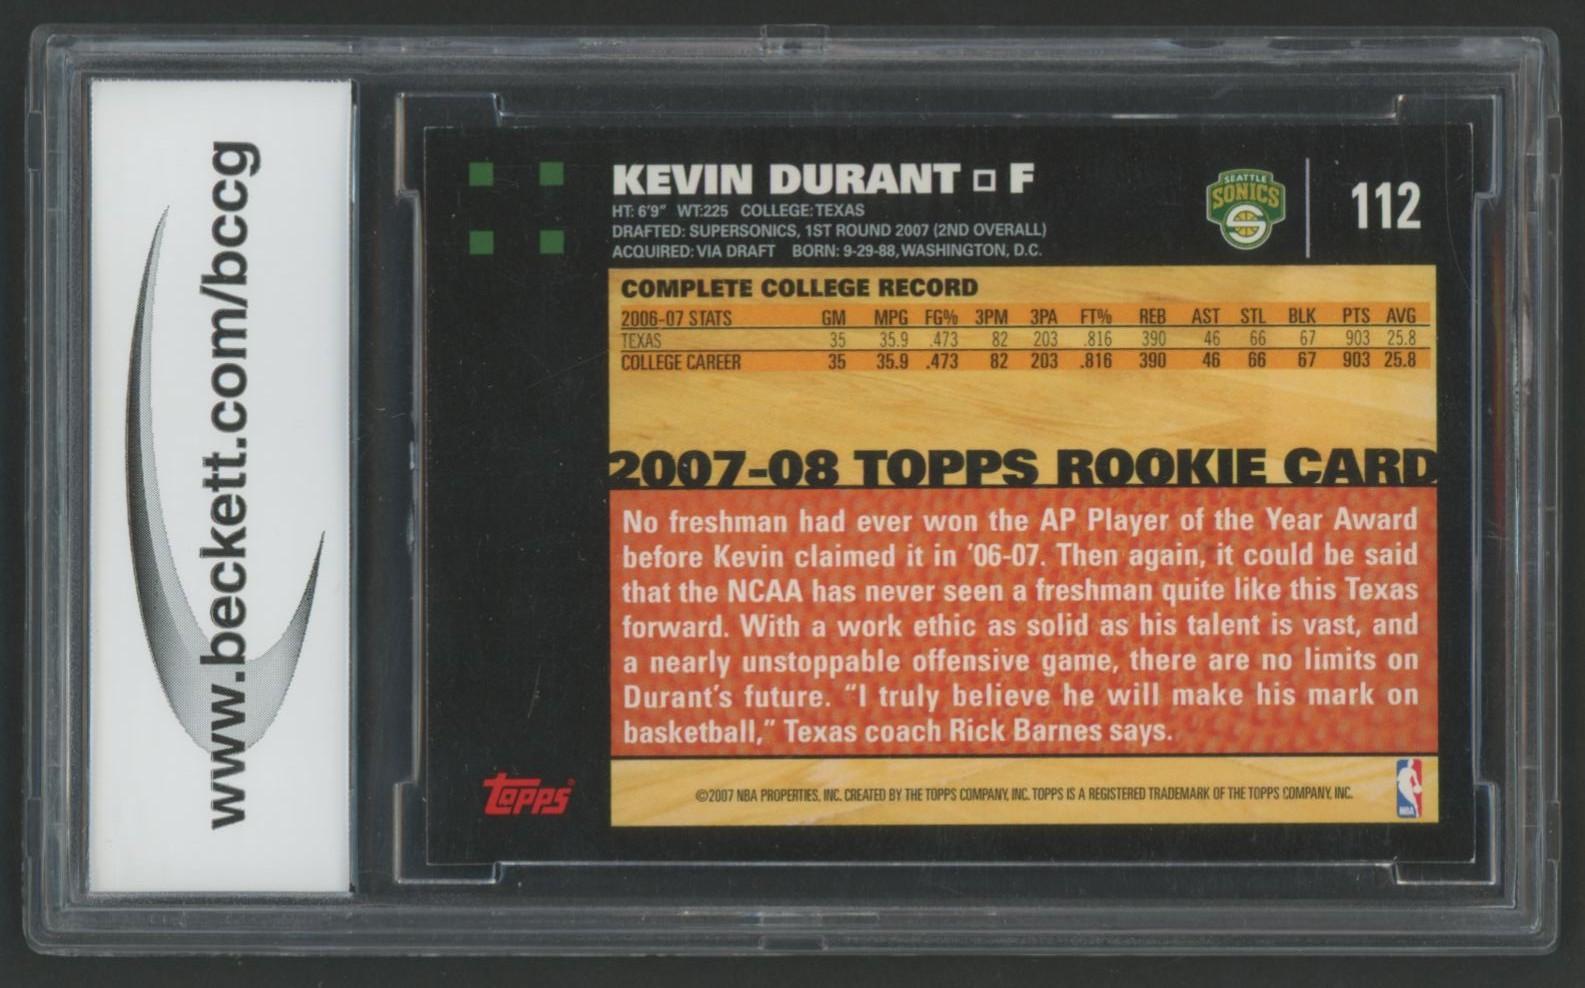 www.beckett.com/bccg
KEVIN DURANT □ F
HT: 6'9" WT:225 COLLEGE:TEXAS
DRAFTED: SUPERSONICS, 1ST ROUND 2007 (2ND OVERALL)
ACQUIRED: VIA DRAFT BORN: 9-29-88, WASHINGTON, D.C.
SEATTLE
SONICS
112
COMPLETE COLLEGE RECORD
2006-07 STATS GM MPG FG% 3PM 3PA FT% REB AST STL BLK PTS AVG
TEXAS 35 35.9 .473 82 203 .816 390 46 66 67 903 25.8
COLLEGE CAREER 35 35.9 .473 82 203 .816 390 46 66 67 903 25.8
2007-08 TOPPS ROOKIE CARD
No freshman had ever won the AP Player of the Year Award
before Kevin claimed it in '06-07. Then again, it could be said
that the NCAA has never seen a freshman quite like this Texas
forward. With a work ethic as solid as his talent is vast, and
a nearly unstoppable offensive game, there are no limits on
Durant's future. "I truly believe he will make his mark on
basketball," Texas coach Rick Barnes says.
topps®
©2007 NBA PROPERTIES, INC. CREATED BY THE TOPPS COMPANY, INC. TOPPS IS A REGISTERED TRADEMARK OF THE TOPPS COMPANY, INC.
NBA